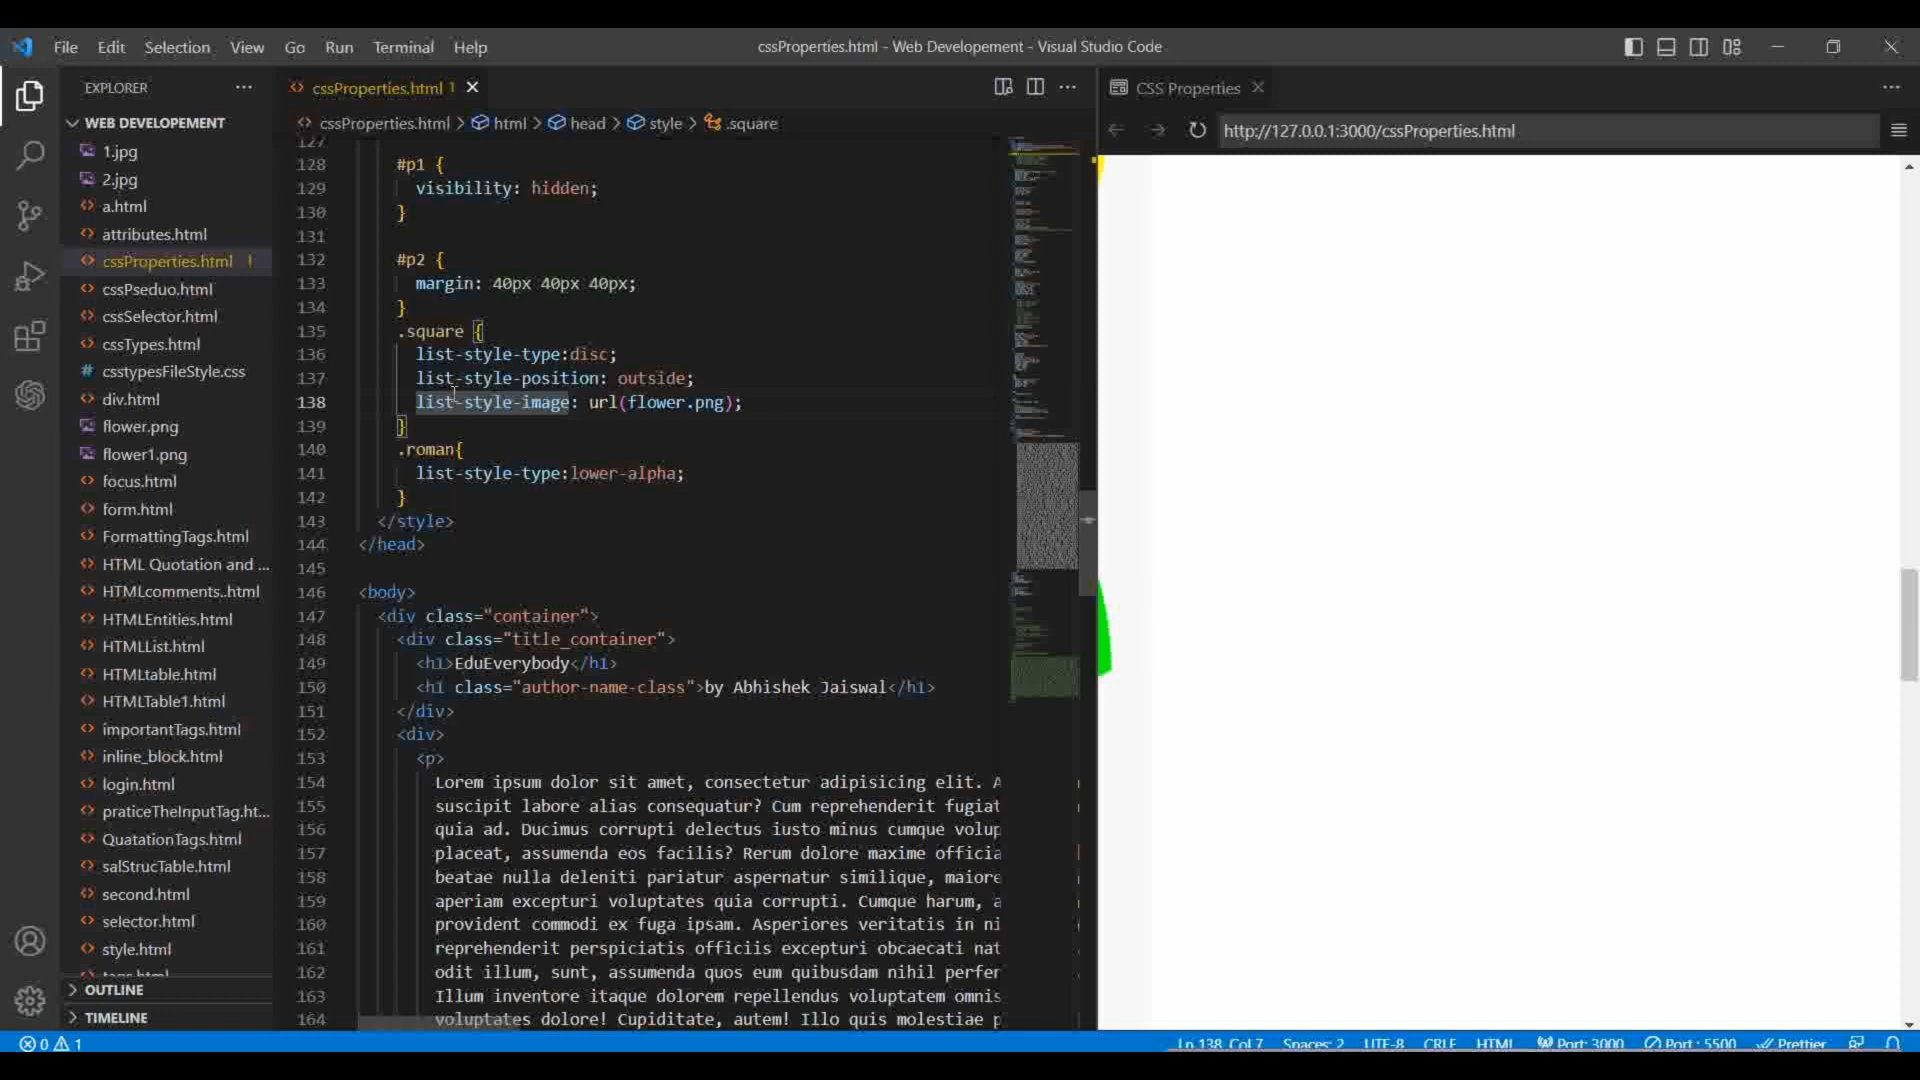 File Edit Selection View Go Run Terminal Help
cssProperties.html - Web Developement - Visual Studio Code
EXPLORER ...
WEB DEVELOPEMENT
1.jpg
2.jpg
a.html
attributes.html
cssProperties.html !
cssPseduo.html
cssSelector.html
cssTypes.html
# csstypesFileStyle.css
div.html
flower.png
flower1.png
focus.html
form.html
FormattingTags.html
HTML Quotation and ...
HTMLcomments..html
HTMLEntities.html
HTMLList.html
HTMLtable.html
HTMLTable1.html
importantTags.html
inline_block.html
login.html
praticeTheInputTag.ht...
QuatationTags.html
salStrucTable.html
second.html
selector.html
style.html
tags.html
OUTLINE
TIMELINE
cssProperties.html 1
cssProperties.html > html > head > style > .square
127
128 #p1 {
129 visibility: hidden;
130 }
131
132 #p2 {
133 margin: 40px 40px 40px;
134 }
135 .square {
136 list-style-type:disc;
137 list-style-position: outside;
138 list-style-image: url(flower.png);
139 }
140 .roman{
141 list-style-type:lower-alpha;
142 }
143 </style>
144 </head>
145
146 <body>
147 <div class="container">
148 <div class="title_container">
149 <h1>EduEverybody</h1>
150 <h1 class="author-name-class">by Abhishek Jaiswal</h1>
151 </div>
152 <div>
153 <p>
154 Lorem ipsum dolor sit amet, consectetur adipisicing elit. A
155 suscipit labore alias consequatur? Cum reprehenderit fugiat
156 quia ad. Ducimus corrupti delectus iusto minus cumque volup
157 placeat, assumenda eos facilis? Rerum dolore maxime officia
158 beatae nulla deleniti pariatur aspernatur similique, maiore
159 aperiam excepturi voluptates quia corrupti. Cumque harum, a
160 provident commodi ex fuga ipsam. Asperiores veritatis in ni
161 reprehenderit perspiciatis officiis excepturi obcaecati nat
162 odit illum, sunt, assumenda quos eum quibusdam nihil perfer
163 Illum inventore itaque dolorem repellendus voluptatem omnis
164 voluptates dolore! Cupiditate, autem! Illo quis molestiae p
CSS Properties
http://127.0.0.1:3000/cssProperties.html
0 1
Ln 138, Col 7 Spaces: 2 UTF-8 CRLF HTML Port: 3000 Port : 5500 Prettier